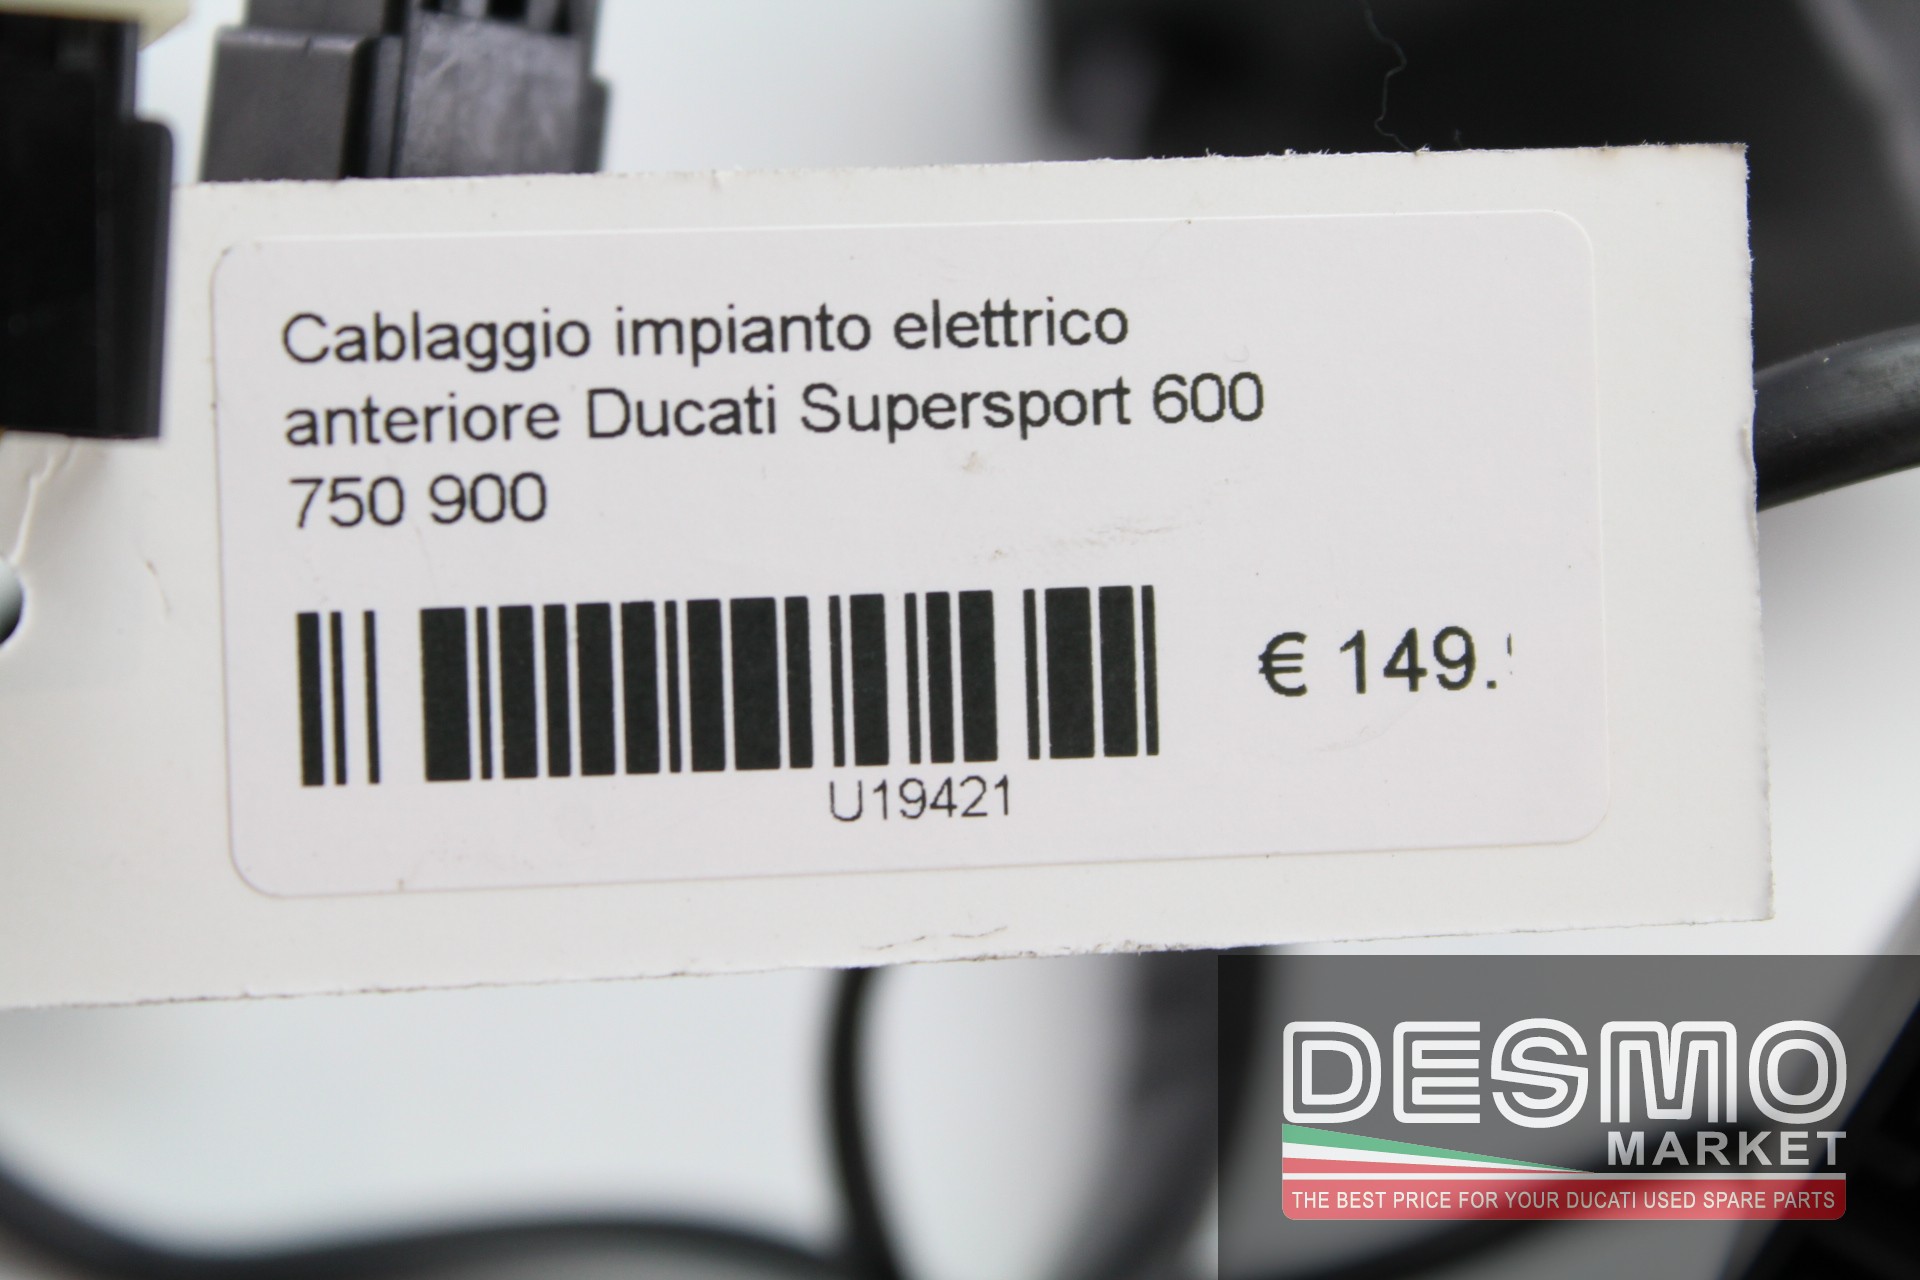 Cablaggio impianto elettrico
anteriore Ducati Supersport 600
750 900
€ 149.
U19421
DESMO
MARKET
THE BEST PRICE FOR YOUR DUCATI USED SPARE PARTS